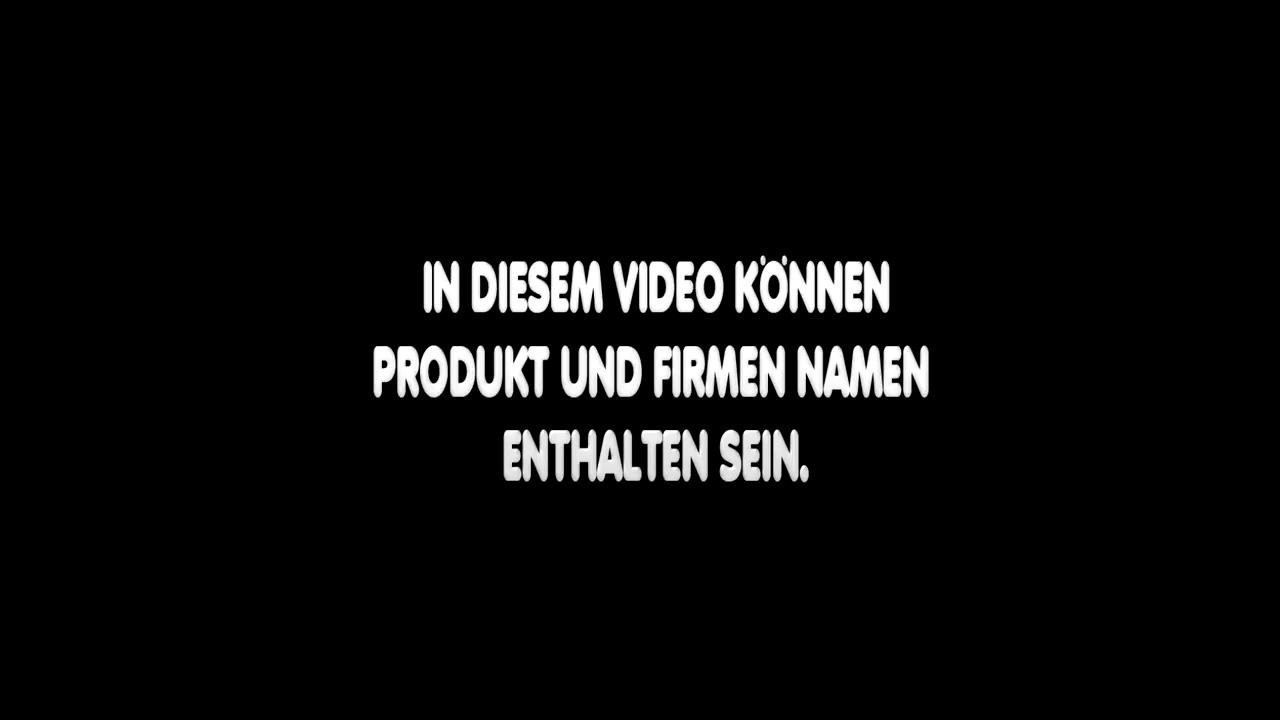 IN DIESEM VIDEO KÖNNEN
PRODUKT UND FIRMEN NAMEN
ENTHALTEN SEIN.